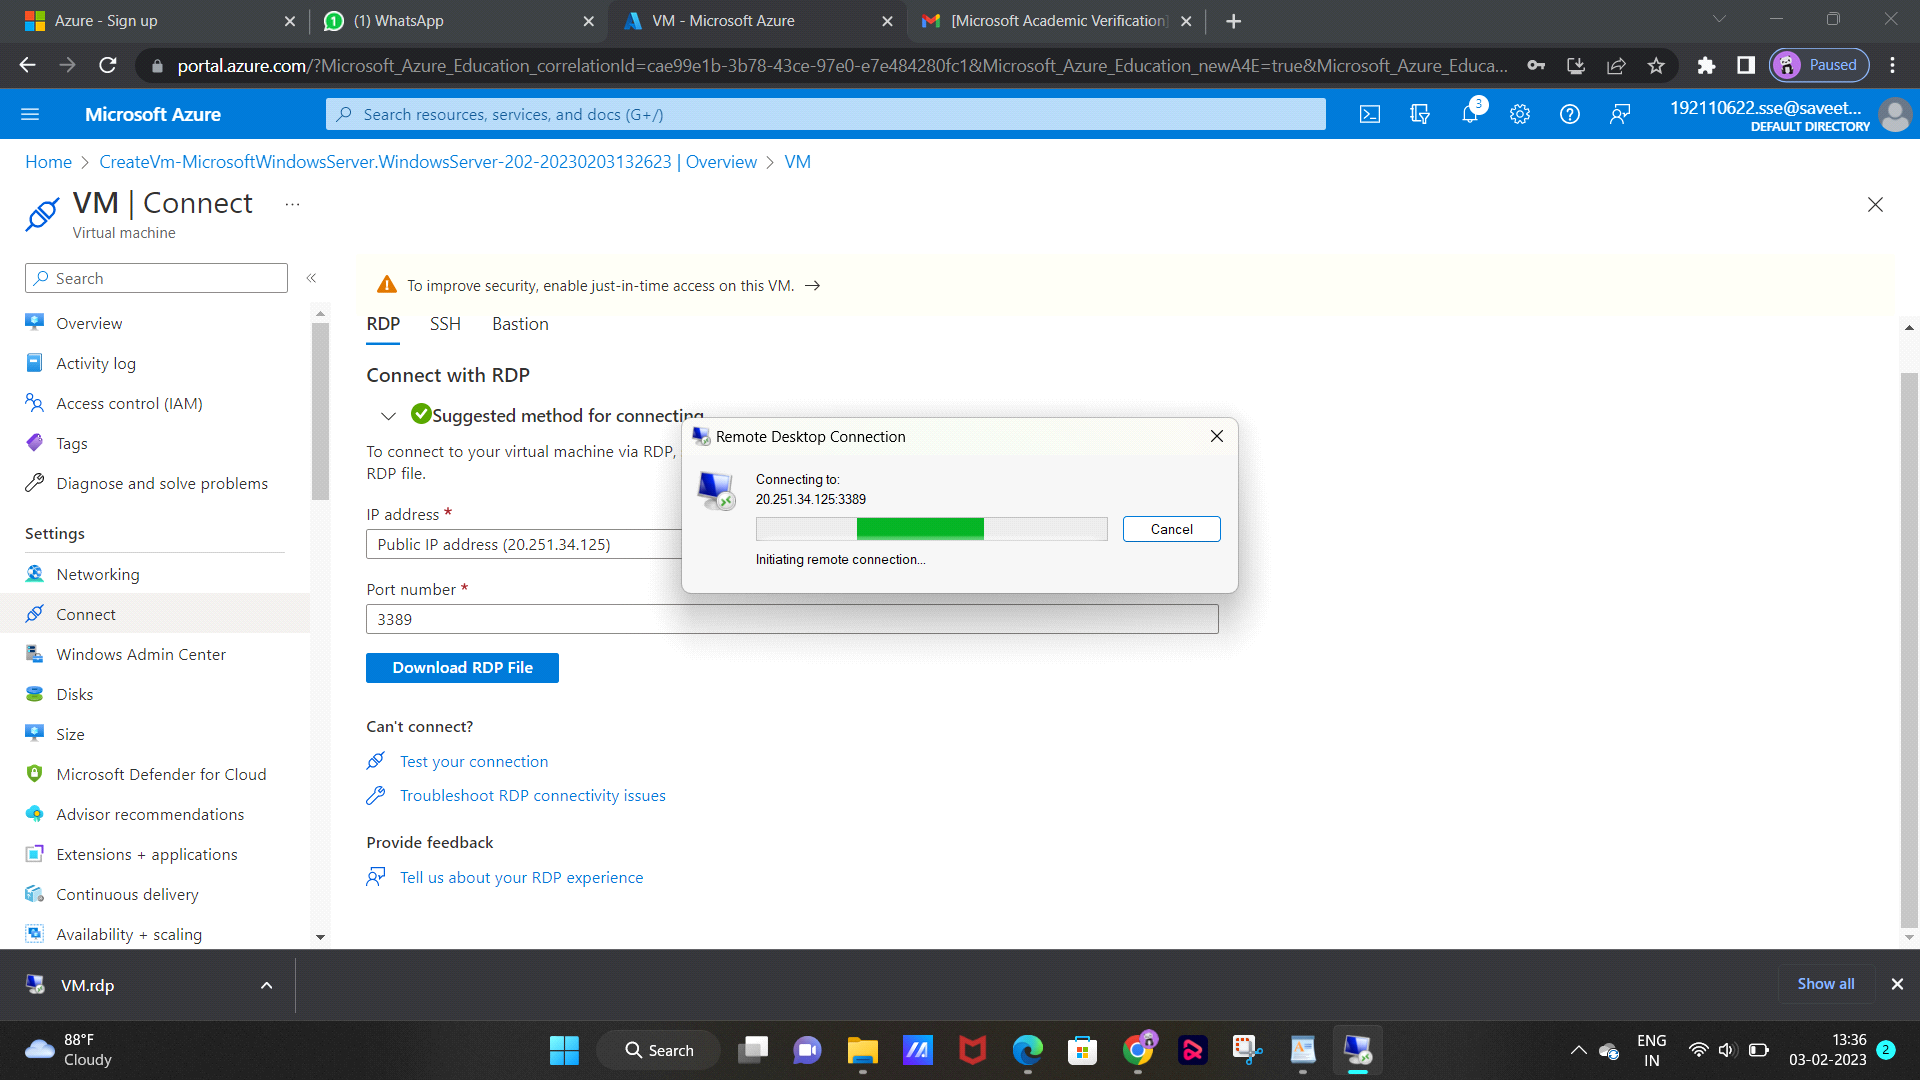 Azure - Sign up
(1) WhatsApp
VM - Microsoft Azure
[Microsoft Academic Verification]
portal.azure.com/?Microsoft_Azure_Education_correlationId=cae99e1b-3b78-43ce-97e0-e7e484280fc1&Microsoft_Azure_Education_newA4E=true&Microsoft_Azure_Educa...
Paused
Microsoft Azure
Search resources, services, and docs (G+/)
3
192110622.sse@saveet...
DEFAULT DIRECTORY
Home > CreateVm-MicrosoftWindowsServer.WindowsServer-202-20230203132623 | Overview > VM
VM | Connect ...
Virtual machine
Search
«
To improve security, enable just-in-time access on this VM. →
Overview
Activity log
Access control (IAM)
Tags
Diagnose and solve problems
Settings
Networking
Connect
Windows Admin Center
Disks
Size
Microsoft Defender for Cloud
Advisor recommendations
Extensions + applications
Continuous delivery
Availability + scaling
RDP SSH Bastion
Connect with RDP
Suggested method for connecting
To connect to your virtual machine via RDP,
RDP file.
IP address *
Public IP address (20.251.34.125)
Port number *
3389
Download RDP File
Can't connect?
Test your connection
Troubleshoot RDP connectivity issues
Provide feedback
Tell us about your RDP experience
Remote Desktop Connection
Connecting to:
20.251.34.125:3389
Cancel
Initiating remote connection...
VM.rdp
Show all
88°F
Cloudy
Search
ENG
IN
13:36
03-02-2023
2